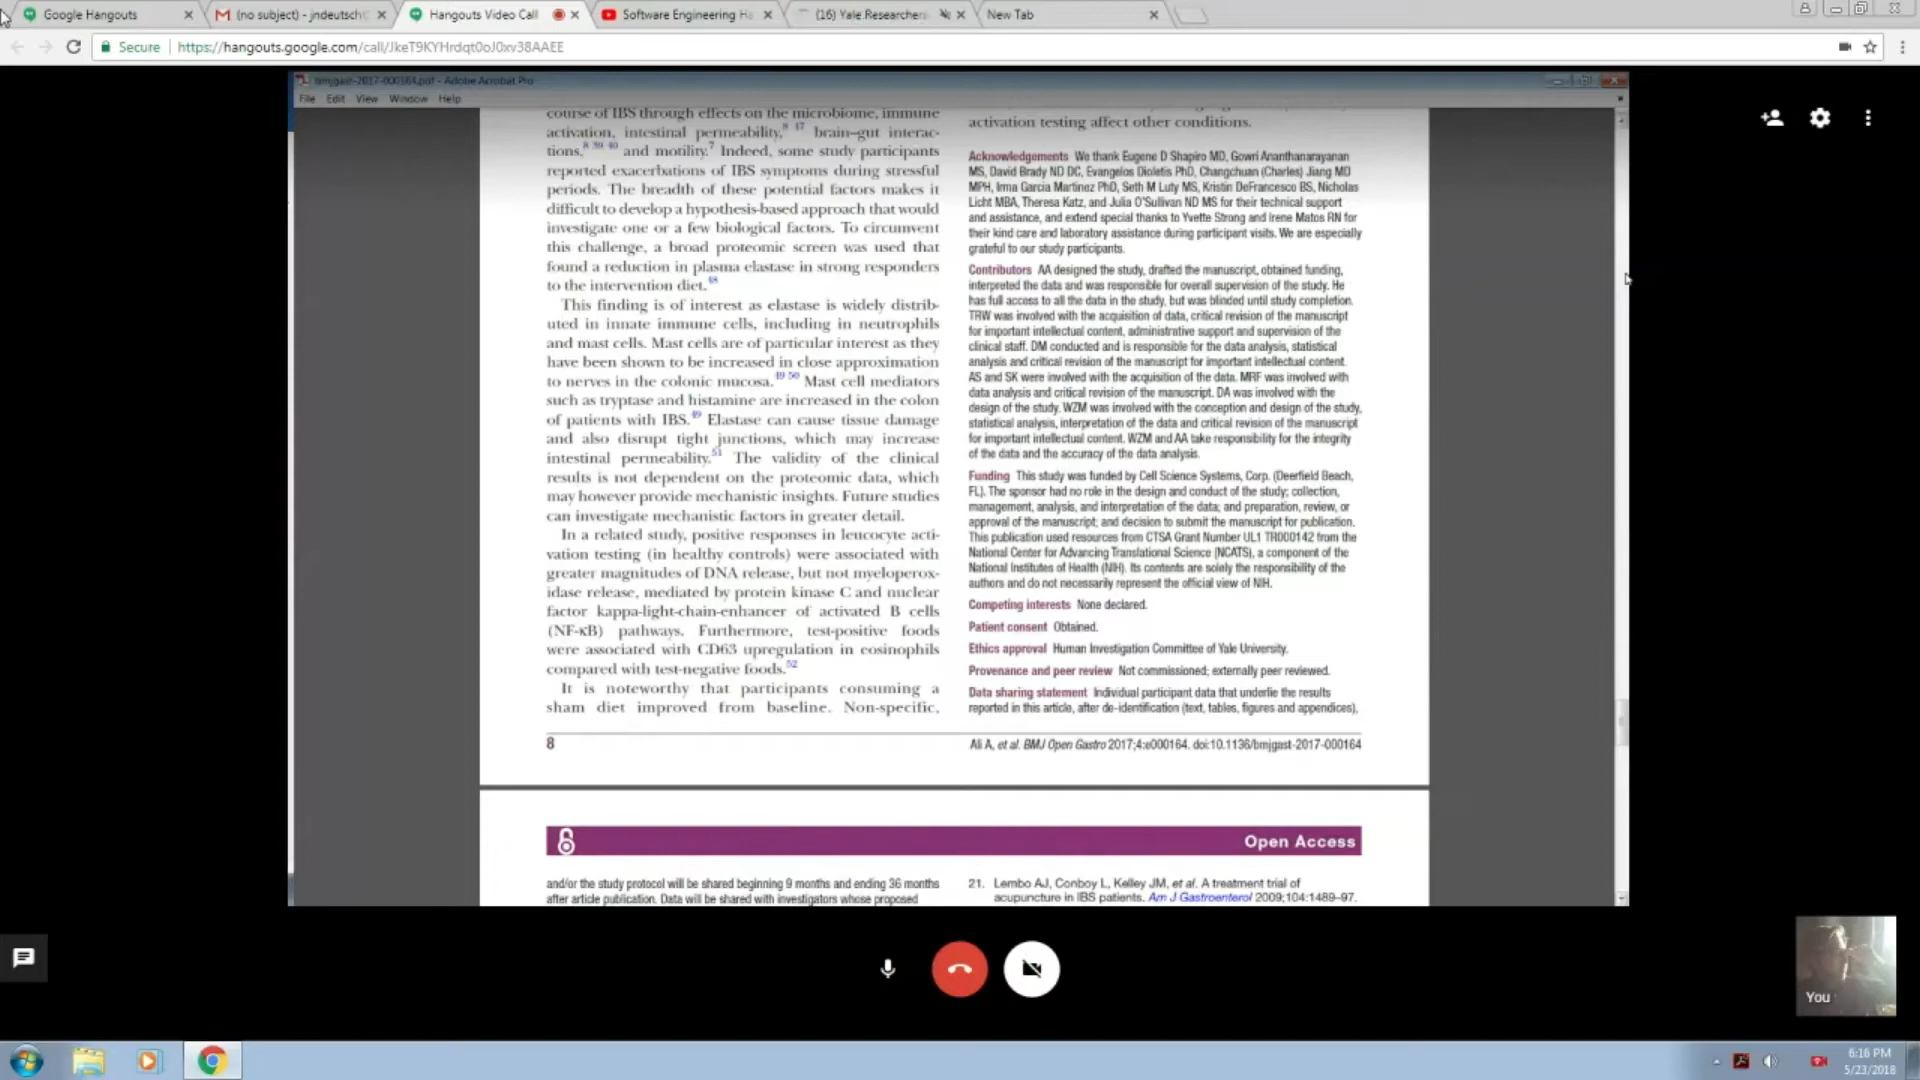 Google Hangouts
(no subject) - jndeutsch
Hangouts Video Call
Software Engineering Ha
(16) Yale.Researchers
New Tab
Secure https://hangouts.google.com/call/JkeT9KYHrdqt0oJ0xv38AAEE
bmjgast-2017-000164.pdf - Adobe Acrobat Pro
File Edit View Window Help
course of IBS through effects on the microbiome, immune
activation, intestinal permeability,8 17 brain–gut interac-
tions,8 39 40 and motility.7 Indeed, some study participants
reported exacerbations of IBS symptoms during stressful
periods. The breadth of these potential factors makes it
difficult to develop a hypothesis-based approach that would
investigate one or a few biological factors. To circumvent
this challenge, a broad proteomic screen was used that
found a reduction in plasma elastase in strong responders
to the intervention diet.48
This finding is of interest as elastase is widely distrib-
uted in innate immune cells, including in neutrophils
and mast cells. Mast cells are of particular interest as they
have been shown to be increased in close approximation
to nerves in the colonic mucosa.49 50 Mast cell mediators
such as tryptase and histamine are increased in the colon
of patients with IBS.49 Elastase can cause tissue damage
and also disrupt tight junctions, which may increase
intestinal permeability.51 The validity of the clinical
results is not dependent on the proteomic data, which
may however provide mechanistic insights. Future studies
can investigate mechanistic factors in greater detail.
In a related study, positive responses in leucocyte acti-
vation testing (in healthy controls) were associated with
greater magnitudes of DNA release, but not myeloperox-
idase release, mediated by protein kinase C and nuclear
factor kappa-light-chain-enhancer of activated B cells
(NF-κB) pathways. Furthermore, test-positive foods
were associated with CD63 upregulation in eosinophils
compared with test-negative foods.52
It is noteworthy that participants consuming a
sham diet improved from baseline. Non-specific,
activation testing affect other conditions.
Acknowledgements We thank Eugene D Shapiro MD, Gowri Ananthanarayanan
MS, David Brady ND DC, Evangelos Dioletis PhD, Changchuan (Charles) Jiang MD
MPH, Irma Garcia Martinez PhD, Seth M Luty MS, Kristin DeFrancesco BS, Nicholas
Licht MBA, Theresa Katz, and Julia O'Sullivan ND MS for their technical support
and assistance, and extend special thanks to Yvette Strong and Irene Matos RN for
their kind care and laboratory assistance during participant visits. We are especially
grateful to our study participants.
Contributors AA designed the study, drafted the manuscript, obtained funding,
interpreted the data and was responsible for overall supervision of the study. He
has full access to all the data in the study, but was blinded until study completion.
TRW was involved with the acquisition of data, critical revision of the manuscript
for important intellectual content, administrative support and supervision of the
clinical staff. DM conducted and is responsible for the data analysis, statistical
analysis and critical revision of the manuscript for important intellectual content.
AS and SK were involved with the acquisition of the data. MRF was involved with
data analysis and critical revision of the manuscript. DA was involved with the
design of the study. WZM was involved with the conception and design of the study,
statistical analysis, interpretation of the data and critical revision of the manuscript
for important intellectual content. WZM and AA take responsibility for the integrity
of the data and the accuracy of the data analysis.
Funding This study was funded by Cell Science Systems, Corp. (Deerfield Beach,
FL). The sponsor had no role in the design and conduct of the study; collection,
management, analysis, and interpretation of the data; and preparation, review, or
approval of the manuscript; and decision to submit the manuscript for publication.
This publication used resources from CTSA Grant Number UL1 TR000142 from the
National Center for Advancing Translational Science (NCATS), a component of the
National Institutes of Health (NIH). Its contents are solely the responsibility of the
authors and do not necessarily represent the official view of NIH.
Competing interests None declared.
Patient consent Obtained.
Ethics approval Human Investigation Committee of Yale University.
Provenance and peer review Not commissioned; externally peer reviewed.
Data sharing statement Individual participant data that underlie the results
reported in this article, after de-identification (text, tables, figures and appendices),
8
Ali A, et al. BMJ Open Gastro 2017;4:e000164. doi:10.1136/bmjgast-2017-000164
Open Access
and/or the study protocol will be shared beginning 9 months and ending 36 months
after article publication. Data will be shared with investigators whose proposed
21. Lembo AJ, Conboy L, Kelley JM, et al. A treatment trial of
acupuncture in IBS patients. Am J Gastroenterol 2009;104:1489–97.
You
6:16 PM
5/23/2018